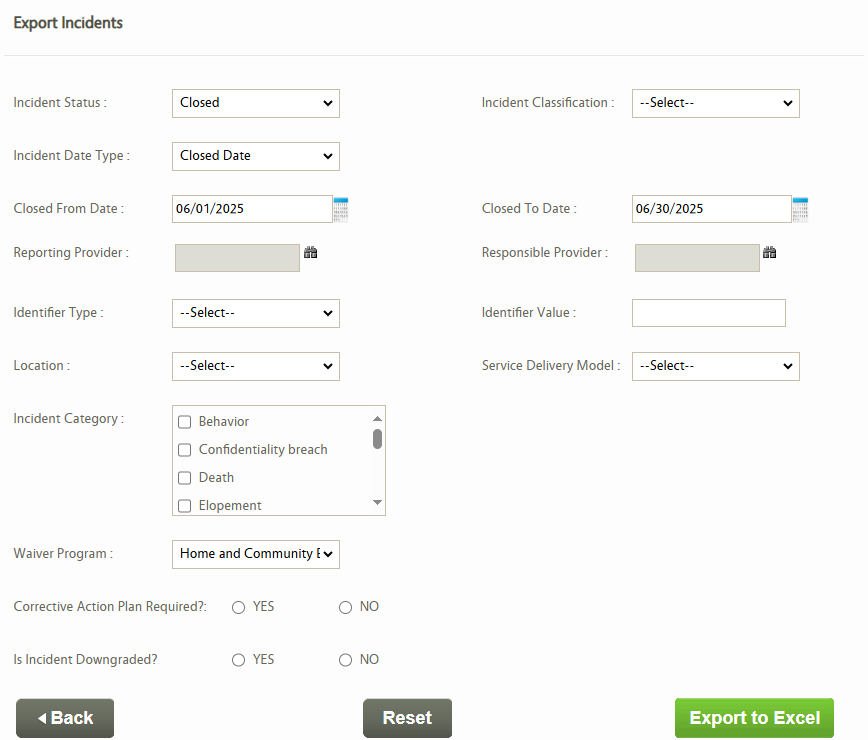 Export Incidents
Incident Status : Closed Incident Classification : --Select--
Incident Date Type : Closed Date
Closed From Date : 06/01/2025 Closed To Date : 06/30/2025
Reporting Provider : Responsible Provider :
Identifier Type : --Select-- Identifier Value :
Location : --Select-- Service Delivery Model : --Select--
Incident Category : Behavior
Confidentiality breach
Death
Elopement
Waiver Program : Home and Community
Corrective Action Plan Required?: YES NO
Is Incident Downgraded? YES NO
Back Reset Export to Excel